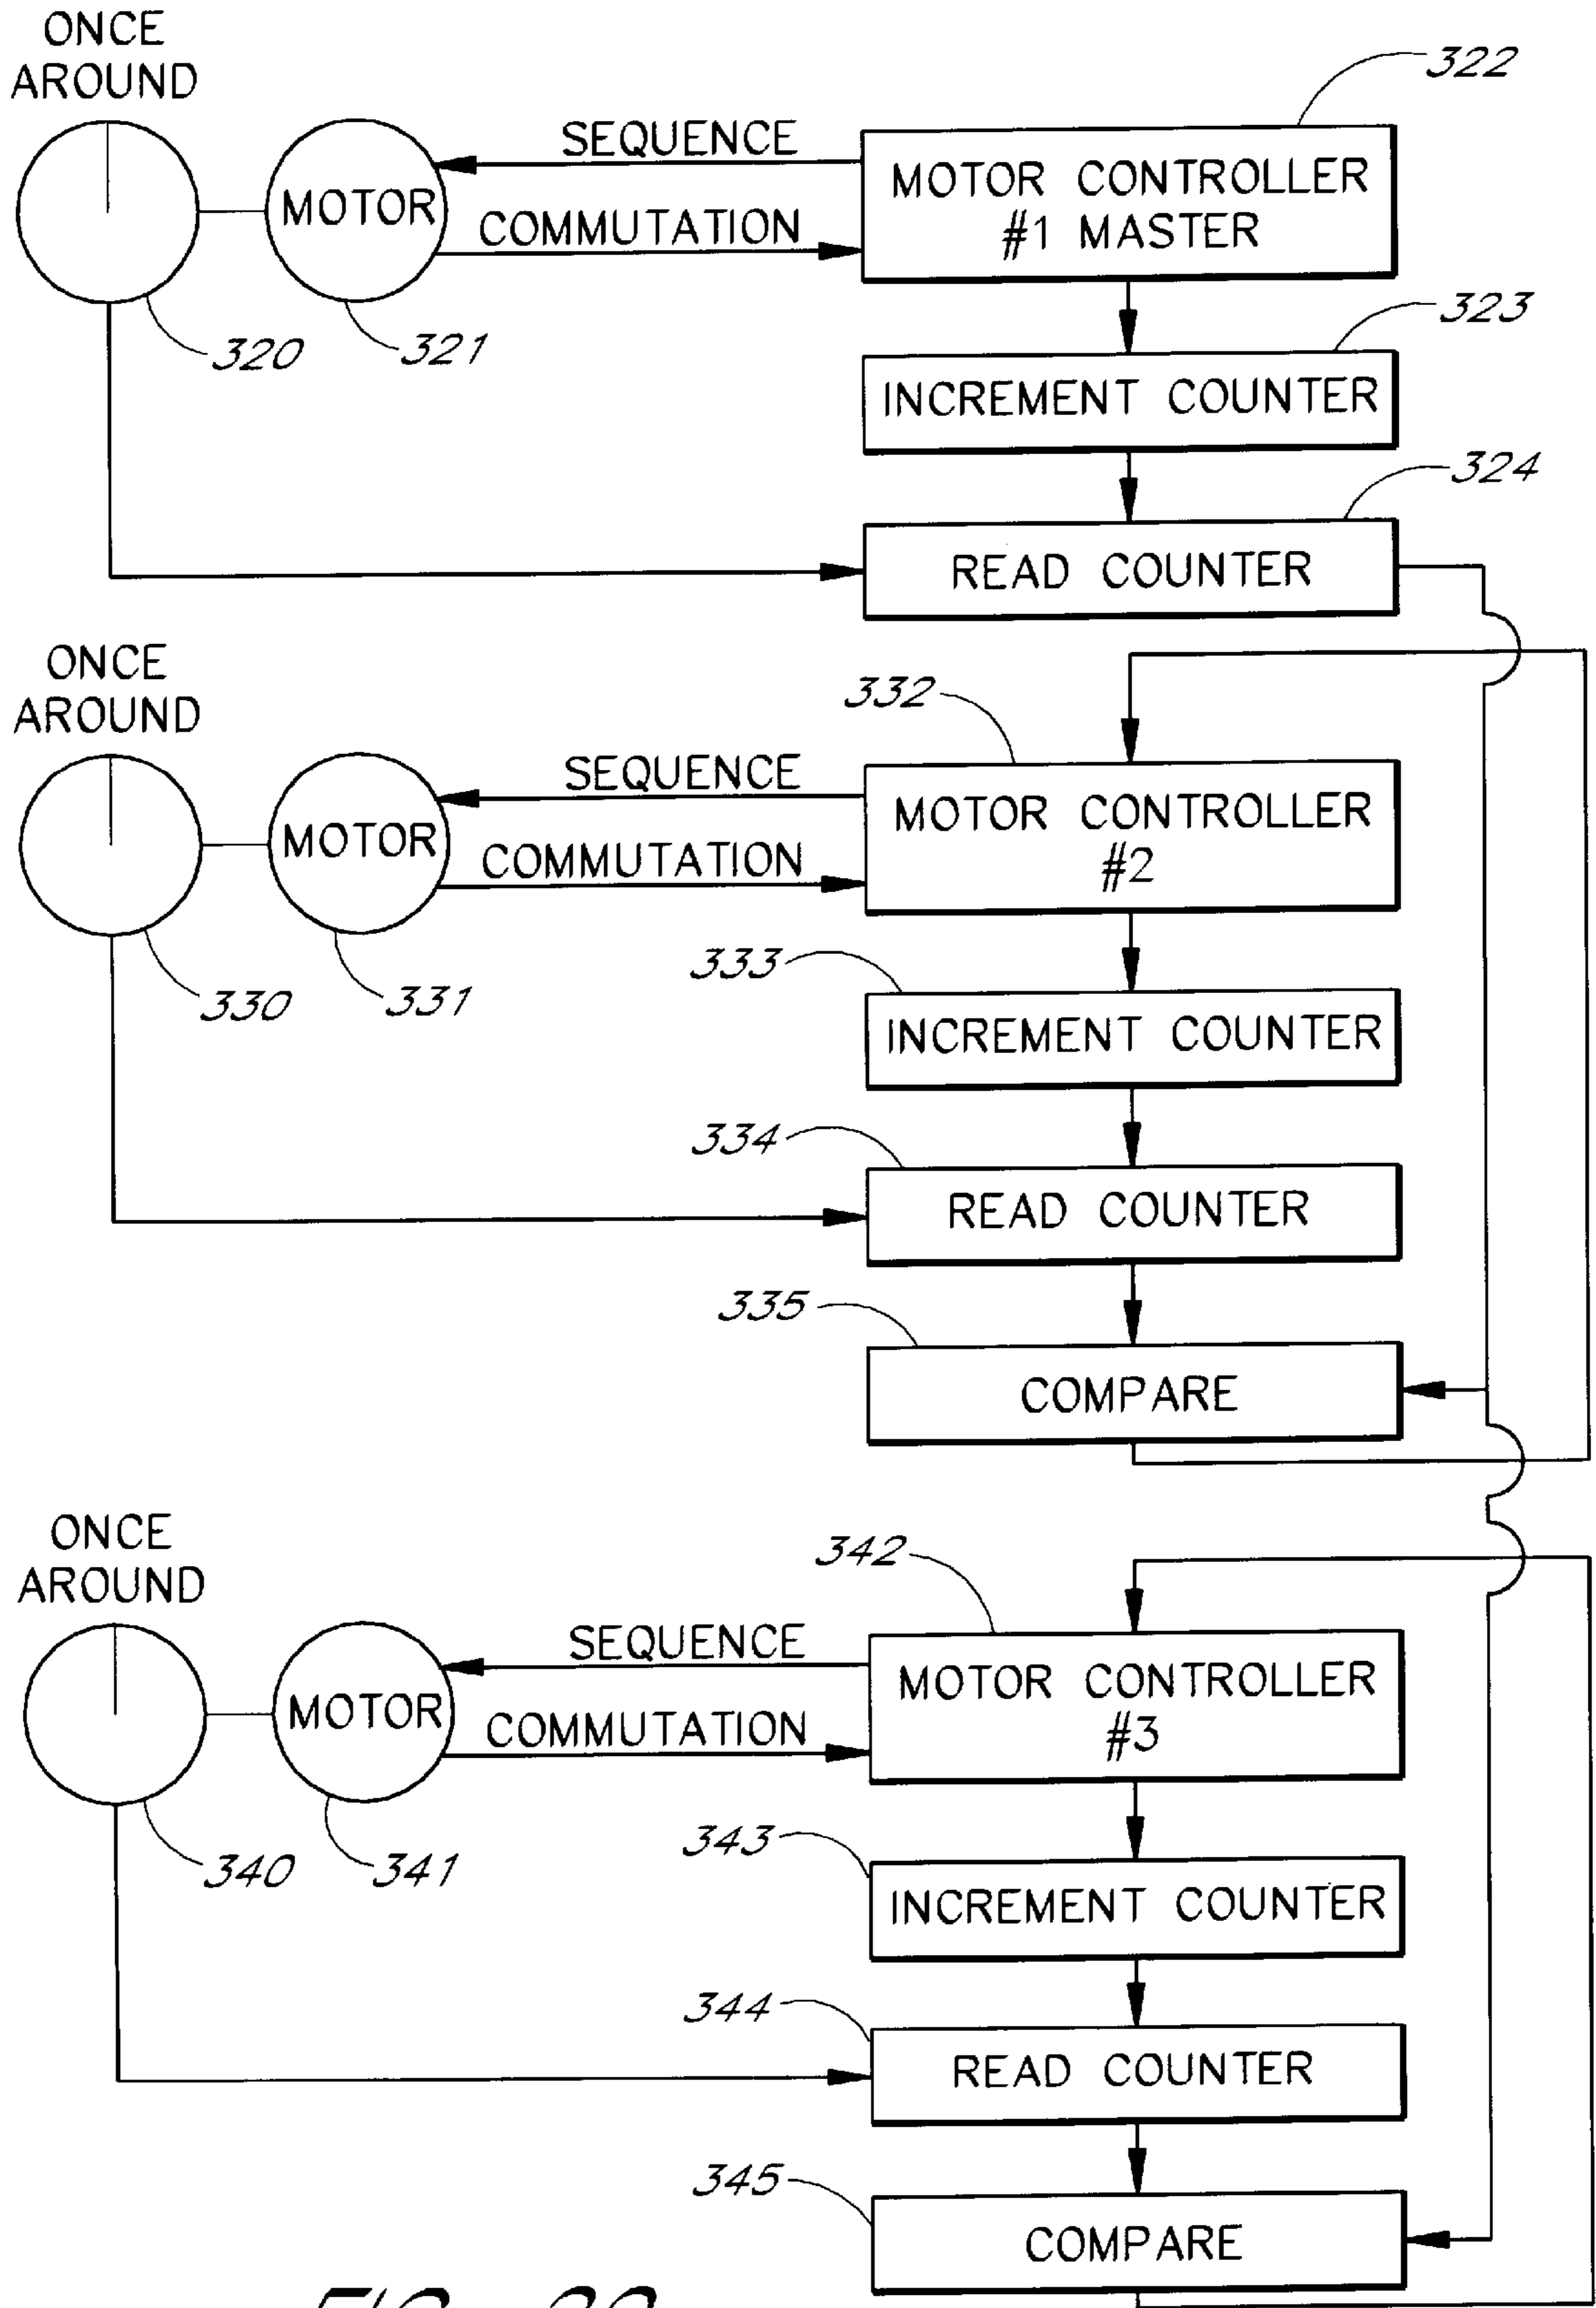 ONCE
AROUND
SEQUENCE
322
MOTOR CONTROLLER
#1 MASTER
MOTOR
COMMUTATION
320
321
323
INCREMENT COUNTER
324
READ COUNTER
ONCE
AROUND
332
SEQUENCE
MOTOR CONTROLLER
#2
MOTOR
COMMUTATION
330
331
333
INCREMENT COUNTER
334
READ COUNTER
335
COMPARE
ONCE
AROUND
342
SEQUENCE
MOTOR CONTROLLER
#3
MOTOR
COMMUTATION
340
341
343
INCREMENT COUNTER
344
READ COUNTER
345
COMPARE